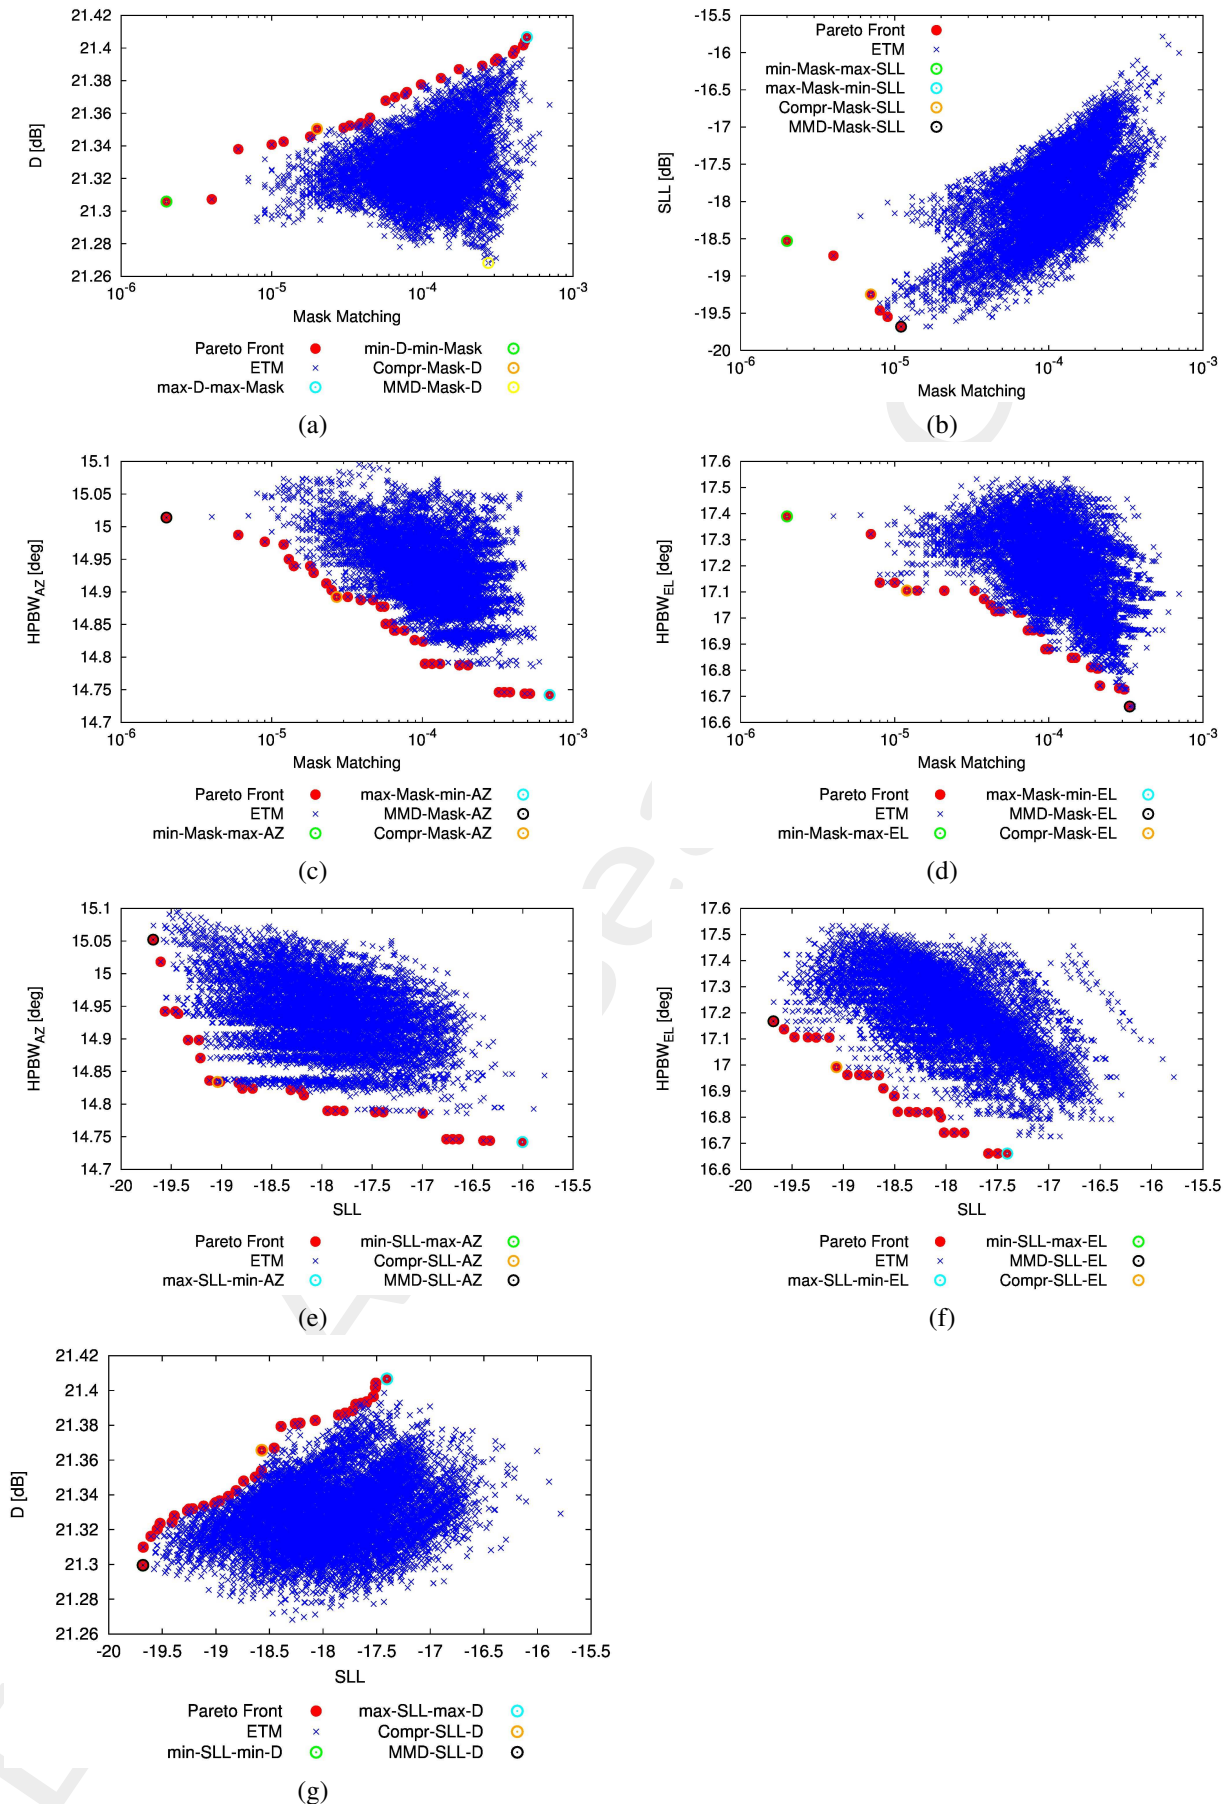 21.42
21.4
21.38
21.36
21.34
21.32
21.3
21.28
21.26
D [dB]
10-6
10-5
10-4
10-3
Mask Matching
Pareto Front
ETM
max-D-max-Mask
min-D-min-Mask
Compr-Mask-D
MMD-Mask-D
(a)
-15.5
-16
-16.5
-17
-17.5
-18
-18.5
-19
-19.5
-20
SLL [dB]
Pareto Front
ETM
min-Mask-max-SLL
max-Mask-min-SLL
Compr-Mask-SLL
MMD-Mask-SLL
10-6
10-5
10-4
10-3
Mask Matching
(b)
15.1
15.05
15
14.95
14.9
14.85
14.8
14.75
14.7
HPBWAZ [deg]
10-6
10-5
10-4
10-3
Mask Matching
Pareto Front
ETM
min-Mask-max-AZ
max-Mask-min-AZ
MMD-Mask-AZ
Compr-Mask-AZ
(c)
17.6
17.5
17.4
17.3
17.2
17.1
17
16.9
16.8
16.7
16.6
HPBWEL [deg]
10-6
10-5
10-4
10-3
Mask Matching
Pareto Front
ETM
min-Mask-max-EL
max-Mask-min-EL
MMD-Mask-EL
Compr-Mask-EL
(d)
15.1
15.05
15
14.95
14.9
14.85
14.8
14.75
14.7
HPBWAZ [deg]
-20 -19.5 -19 -18.5 -18 -17.5 -17 -16.5 -16 -15.5
SLL
Pareto Front
ETM
max-SLL-min-AZ
min-SLL-max-AZ
Compr-SLL-AZ
MMD-SLL-AZ
(e)
17.6
17.5
17.4
17.3
17.2
17.1
17
16.9
16.8
16.7
16.6
HPBWEL [deg]
-20 -19.5 -19 -18.5 -18 -17.5 -17 -16.5 -16 -15.5
SLL
Pareto Front
ETM
max-SLL-min-EL
min-SLL-max-EL
MMD-SLL-EL
Compr-SLL-EL
(f)
21.42
21.4
21.38
21.36
21.34
21.32
21.3
21.28
21.26
D [dB]
-20 -19.5 -19 -18.5 -18 -17.5 -17 -16.5 -16 -15.5
SLL
Pareto Front
ETM
min-SLL-min-D
max-SLL-max-D
Compr-SLL-D
MMD-SLL-D
(g)